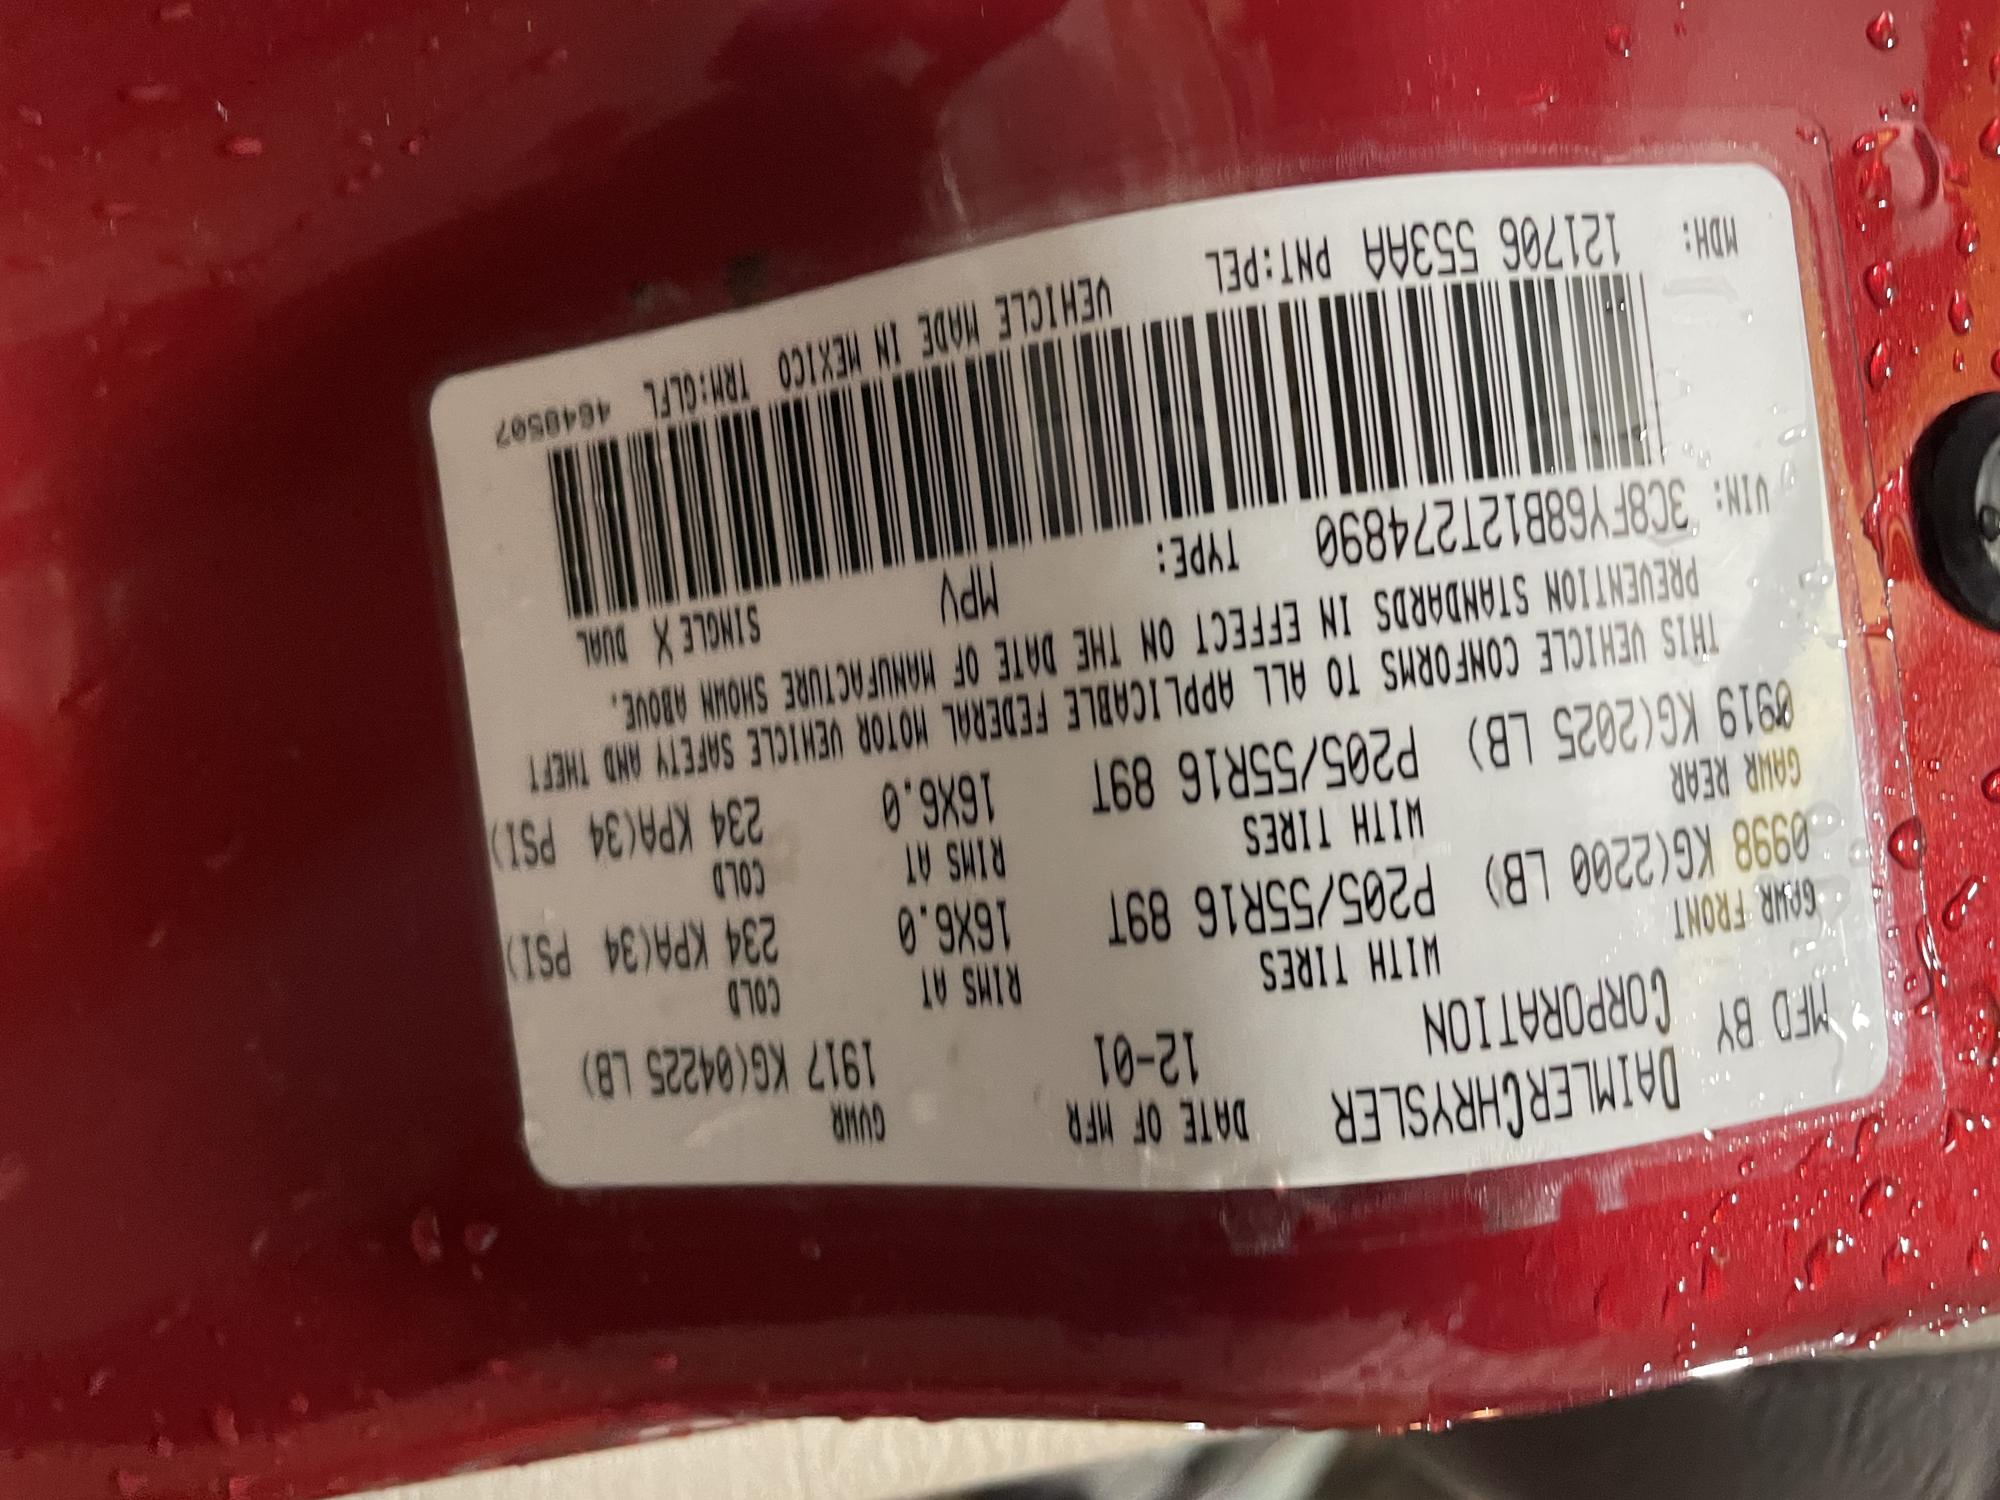 MFD BY DAIMLERCHRYSLER CORPORATION DATE OF MFR 12-01 GVWR 1917 KG(04225 LB)
GAWR FRONT WITH TIRES RIMS AT COLD
0998 KG(2200 LB) P205/55R16 89T 16X6.0 234 KPA(34 PSI)
GAWR REAR WITH TIRES RIMS AT COLD
0919 KG(2025 LB) P205/55R16 89T 16X6.0 234 KPA(34 PSI)
THIS VEHICLE CONFORMS TO ALL APPLICABLE FEDERAL MOTOR VEHICLE SAFETY AND THEFT
PREVENTION STANDARDS IN EFFECT ON THE DATE OF MANUFACTURE SHOWN ABOVE.
VIN: 3C8FY68B12T274890 TYPE: MPV SINGLE X DUAL
MDH: 121706 553AA PNT:PEL VEHICLE MADE IN MEXICO TRM:GLFL 4648507